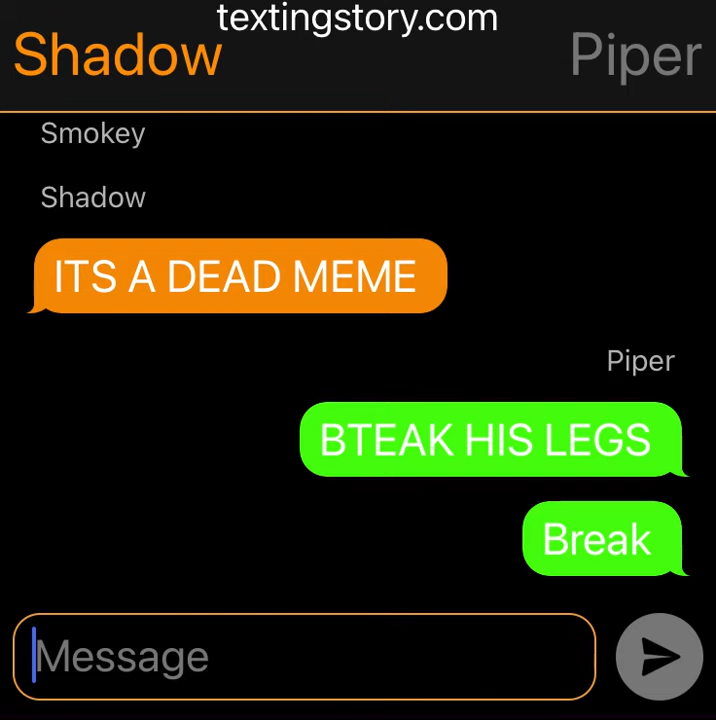 textingstory.com
Shadow Piper
Smokey
Shadow
ITS A DEAD MEME
Piper
BTEAK HIS LEGS
Break
Message